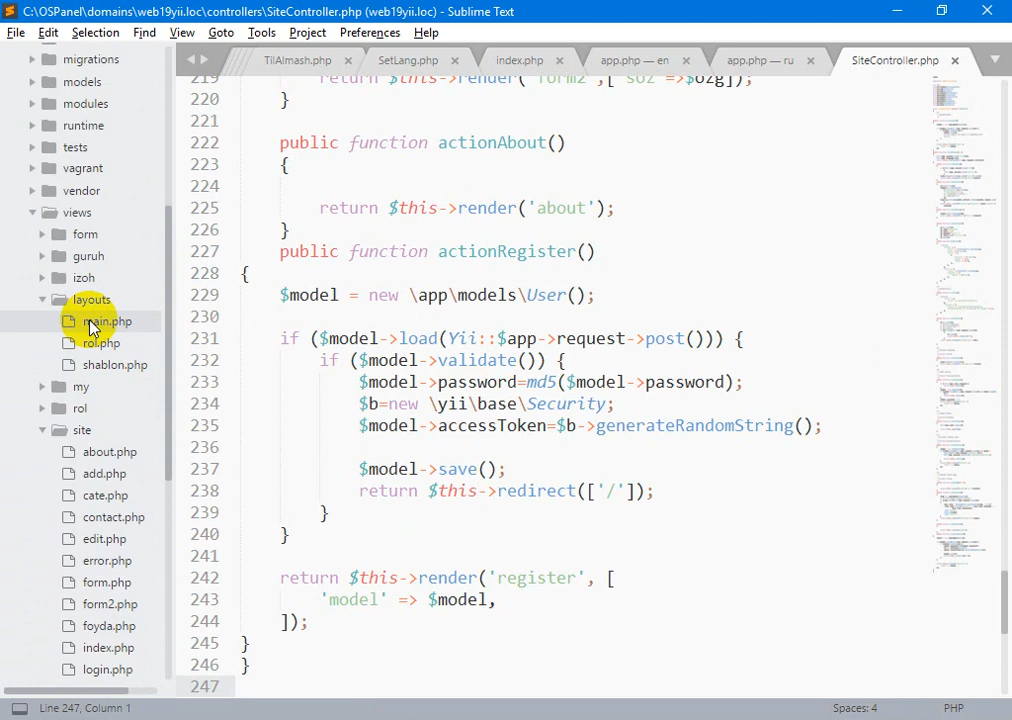 C:\OSPanel\domains\web19yii.loc\controllers\SiteController.php (web19yii.loc) - Sublime Text
File Edit Selection Find View Goto Tools Project Preferences Help
TilAlmash.php SetLang.php index.php app.php — en app.php — ru SiteController.php
migrations
models
modules
runtime
tests
vagrant
vendor
views
form
guruh
izoh
layouts
main.php
rol.php
shablon.php
my
rol
site
about.php
add.php
cate.php
contact.php
edit.php
error.php
form.php
form2.php
foyda.php
index.php
login.php
219 return $this->render('form2',['soz'=>$ozg]);
220 }
221
222 public function actionAbout()
223 {
224
225 return $this->render('about');
226 }
227 public function actionRegister()
228 {
229 $model = new \app\models\User();
230
231 if ($model->load(Yii::$app->request->post())) {
232 if ($model->validate()) {
233 $model->password=md5($model->password);
234 $b=new \yii\base\Security;
235 $model->accessToken=$b->generateRandomString();
236
237 $model->save();
238 return $this->redirect(['/']);
239 }
240 }
241
242 return $this->render('register', [
243 'model' => $model,
244 ]);
245 }
246 }
247
Line 247, Column 1 Spaces: 4 PHP